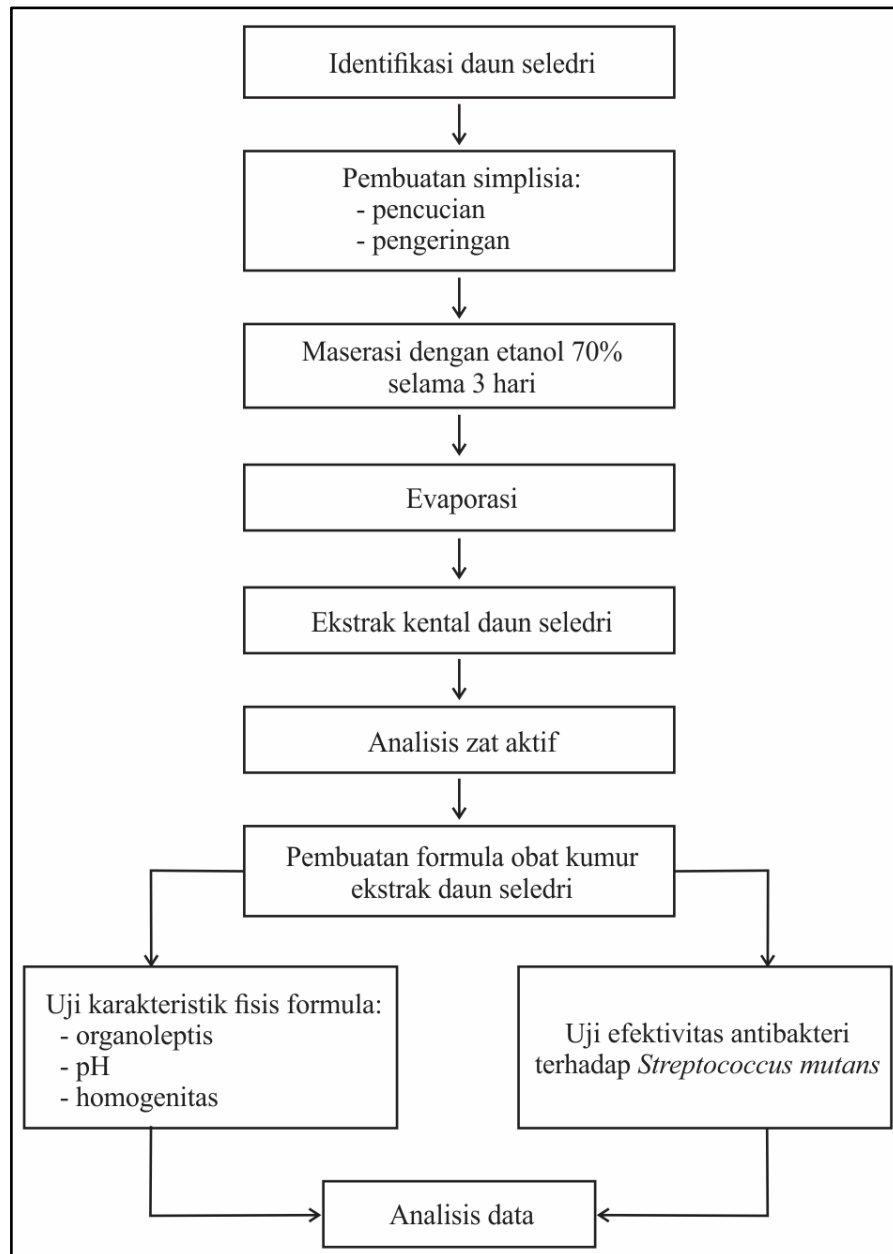 Identifikasi daun seledri
Pembuatan simplisia:
- pencucian
- pengeringan
Maserasi dengan etanol 70%
selama 3 hari
Evaporasi
Ekstrak kental daun seledri
Analisis zat aktif
Pembuatan formula obat kumur
ekstrak daun seledri
Uji karakteristik fisis formula:
- organoleptis
- pH
- homogenitas
Uji efektivitas antibakteri
terhadap Streptococcus mutans
Analisis data